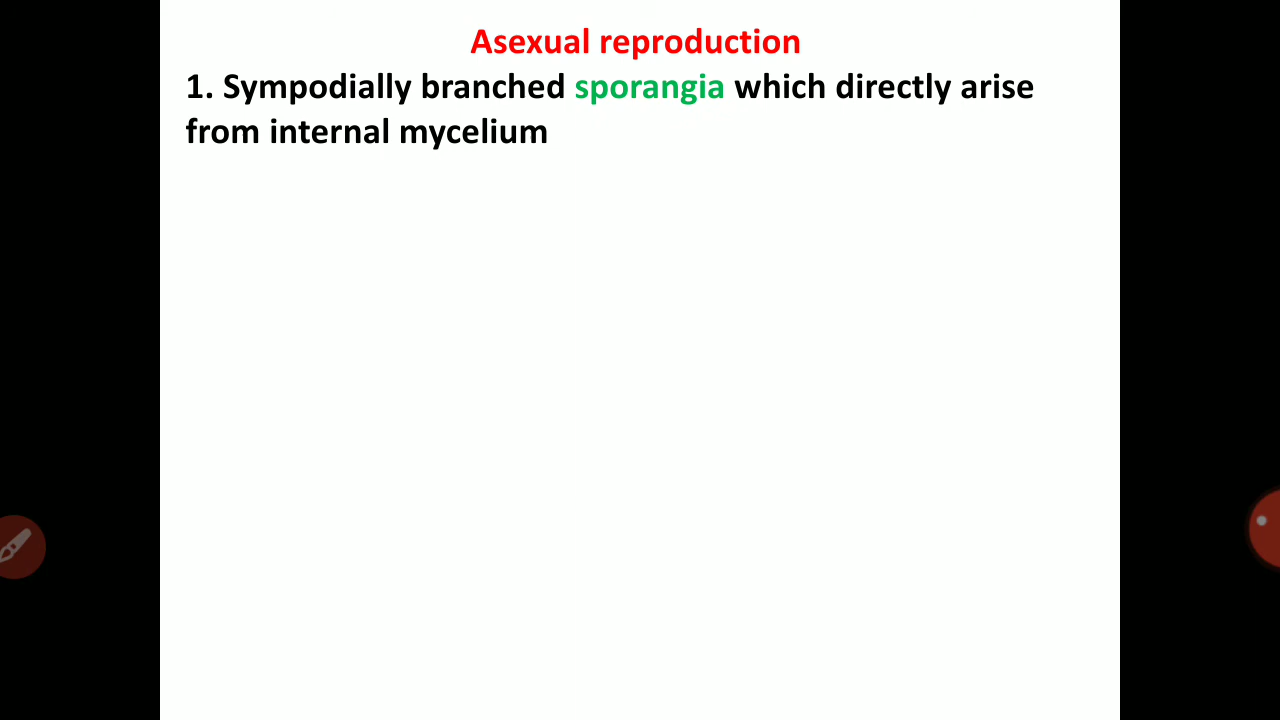 Asexual reproduction
1. Sympodially branched sporangia which directly arise
from internal mycelium